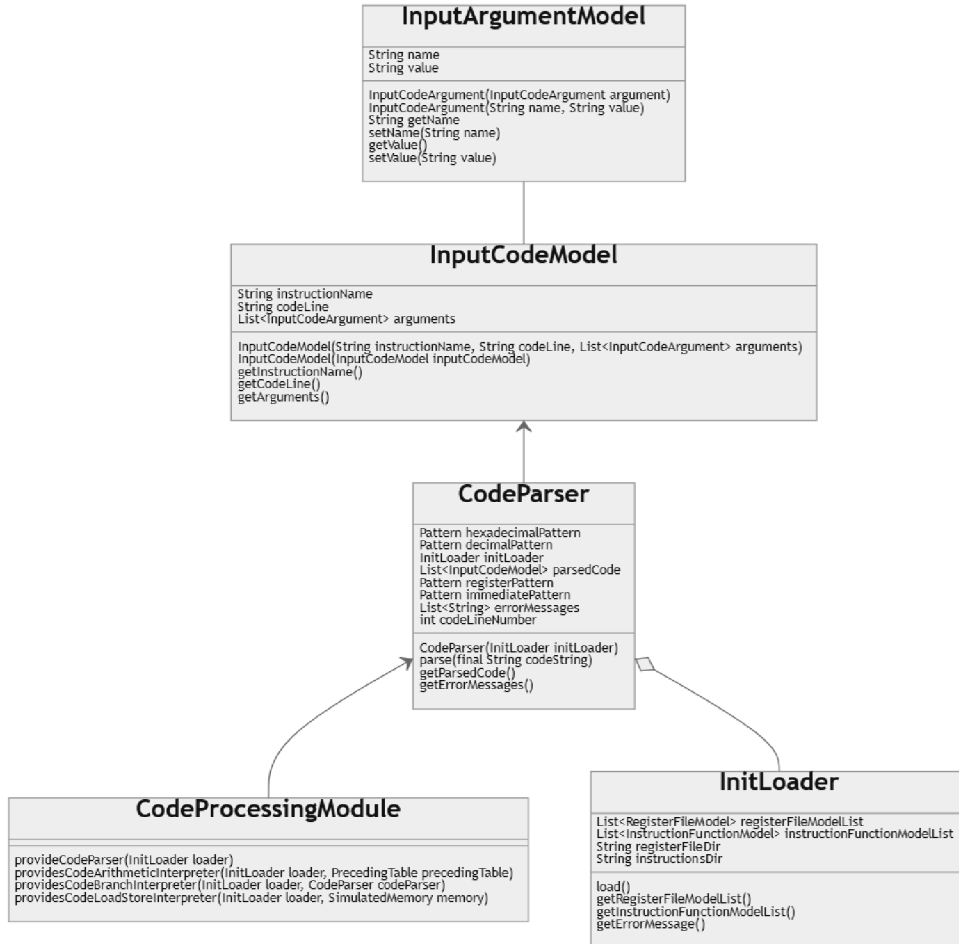 InputArgumentModel
String name
String value
InputCodeArgument(InputCodeArgument argument)
InputCodeArgument(String name, String value)
String getName
setName(String name)
getValue()
setValue(String value)
InputCodeModel
String instructionName
String codeLine
List<InputCodeArgument> arguments
InputCodeModel(String instructionName, String codeLine, List<InputCodeArgument> arguments)
InputCodeModel(InputCodeModel inputCodeModel)
getInstructionName()
getCodeLine()
getArguments()
CodeParser
Pattern hexadecimalPattern
Pattern decimalPattern
InitLoader initLoader
List<InputCodeModel> parsedCode
Pattern registerPattern
Pattern immediatePattern
List<String> errorMessages
int codeLineNumber
CodeParser(InitLoader initLoader)
parse(final String codeString)
getParsedCode()
getErrorMessages()
CodeProcessingModule
provideCodeParser(InitLoader loader)
providesCodeArithmeticInterpreter(InitLoader loader, PrecedingTable precedingTable)
providesCodeBranchInterpreter(InitLoader loader, CodeParser codeParser)
providesCodeLoadStoreInterpreter(InitLoader loader, SimulatedMemory memory)
InitLoader
List<RegisterFileModel> registerFileModelList
List<InstructionFunctionModel> instructionFunctionModelList
String registerFileDir
String instructionsDir
load()
getRegisterFileModelList()
getInstructionFunctionModelList()
getErrorMessage()